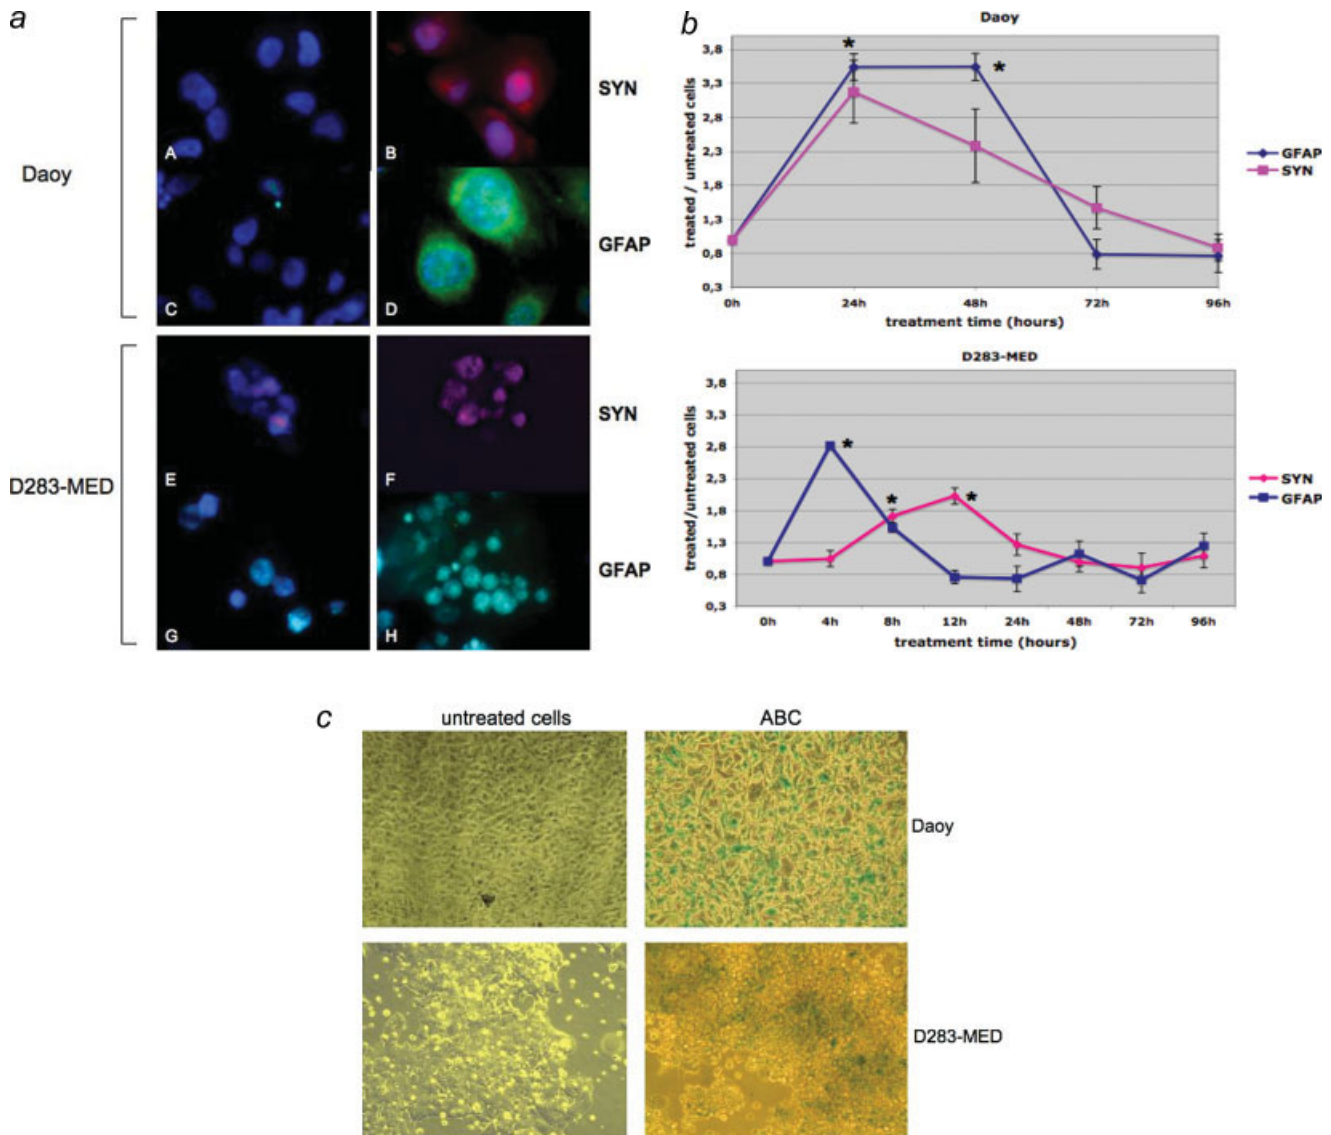 a
Daoy
A
B
SYN
C
D
GFAP
D283-MED
E
F
SYN
G
H
GFAP
b
Daoy
treated / untreated cells
3,8
3,3
2,8
2,3
1,8
1,3
0,8
0,3
0h
24h
48h
72h
96h
treatment time (hours)
*
*
GFAP
SYN
D283-MED
treated/untreated cells
3,8
3,3
2,8
2,3
1,8
1,3
0,8
0,3
0h
4h
8h
12h
24h
48h
72h
96h
treatment time (hours)
*
*
*
SYN
GFAP
c
untreated cells
ABC
Daoy
D283-MED